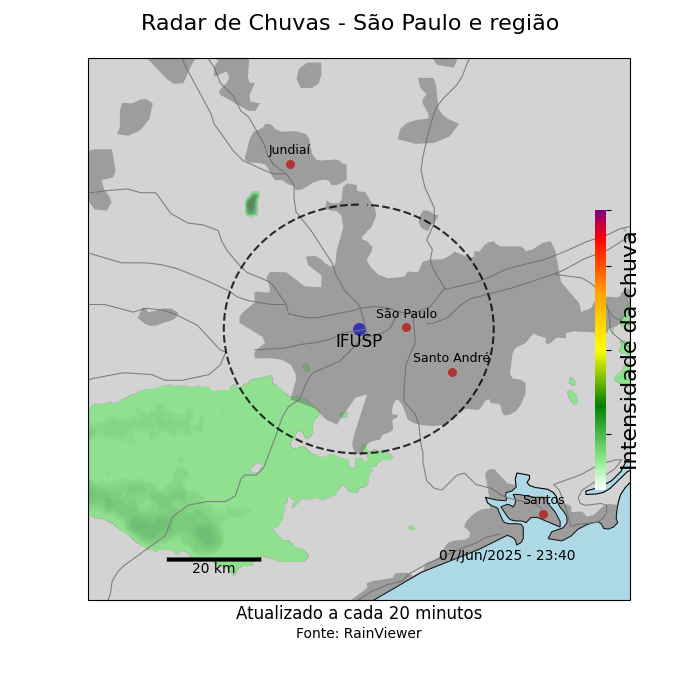 Radar de Chuvas - São Paulo e região
Jundiaí
São Paulo
IFUSP
Santo André
Intensidade da chuva
Santos
07/Jun/2025 - 23:40
20 km
Atualizado a cada 20 minutos
Fonte: RainViewer